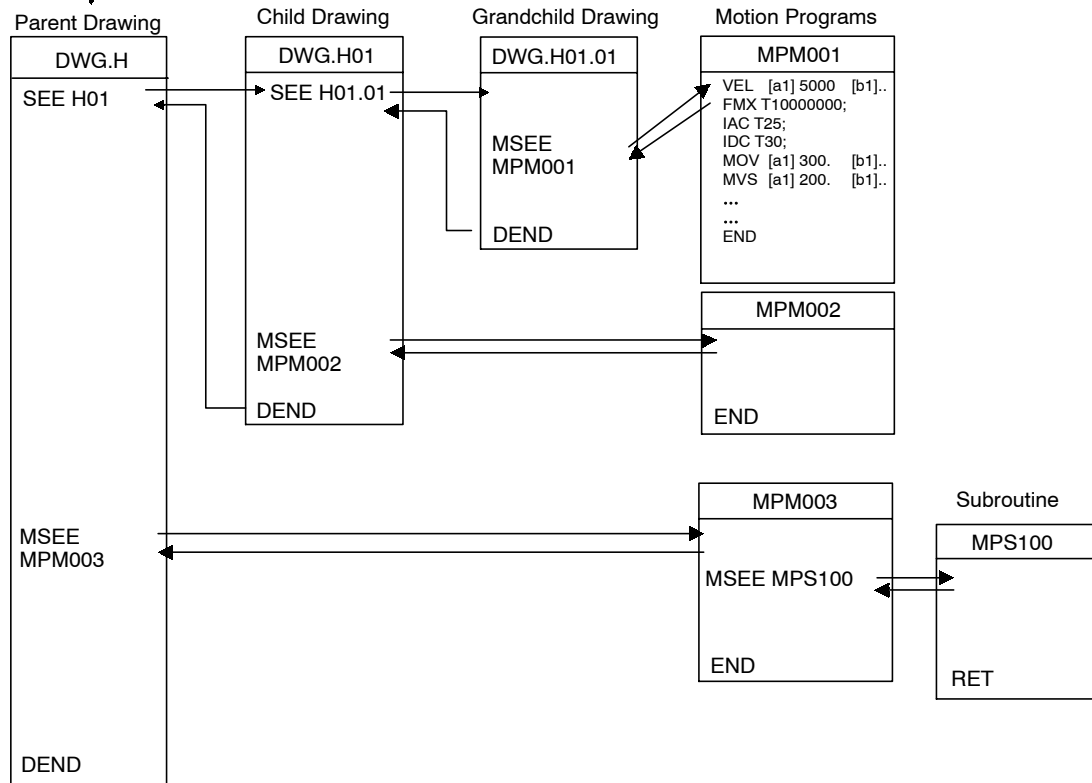 Parent Drawing
Child Drawing
Grandchild Drawing
Motion Programs
DWG.H
SEE H01
MSEE
MPM003
DEND
DWG.H01
SEE H01.01
MSEE
MPM002
DEND
DWG.H01.01
MSEE
MPM001
DEND
MPM001
VEL [a1] 5000 [b1]..
FMX T10000000;
IAC T25;
IDC T30;
MOV [a1] 300. [b1]..
MVS [a1] 200. [b1]..
...
...
END
MPM002
END
MPM003
MSEE MPS100
END
Subroutine
MPS100
RET